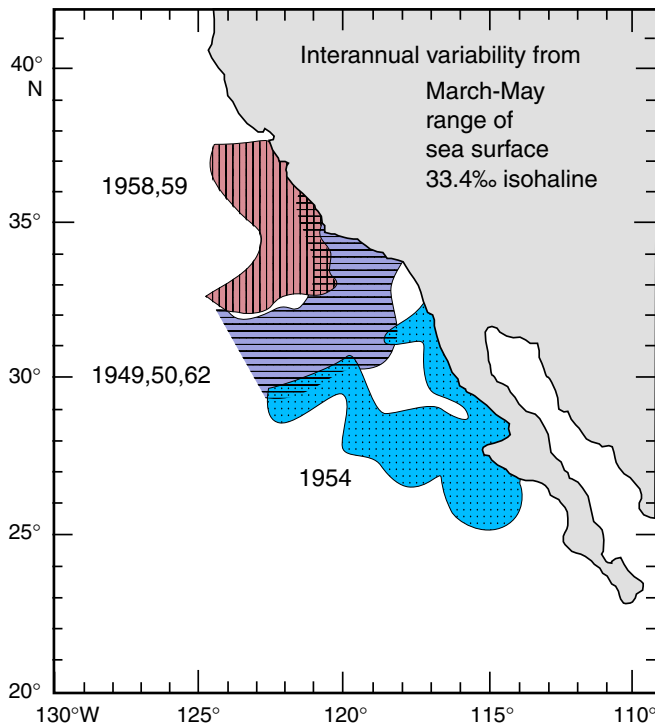 Interannual variability from
March-May
range of
sea surface
33.4‰ isohaline
40°
N
1958,59
35°
1949,50,62
30°
1954
25°
20°
130°W
125°
120°
115°
110°